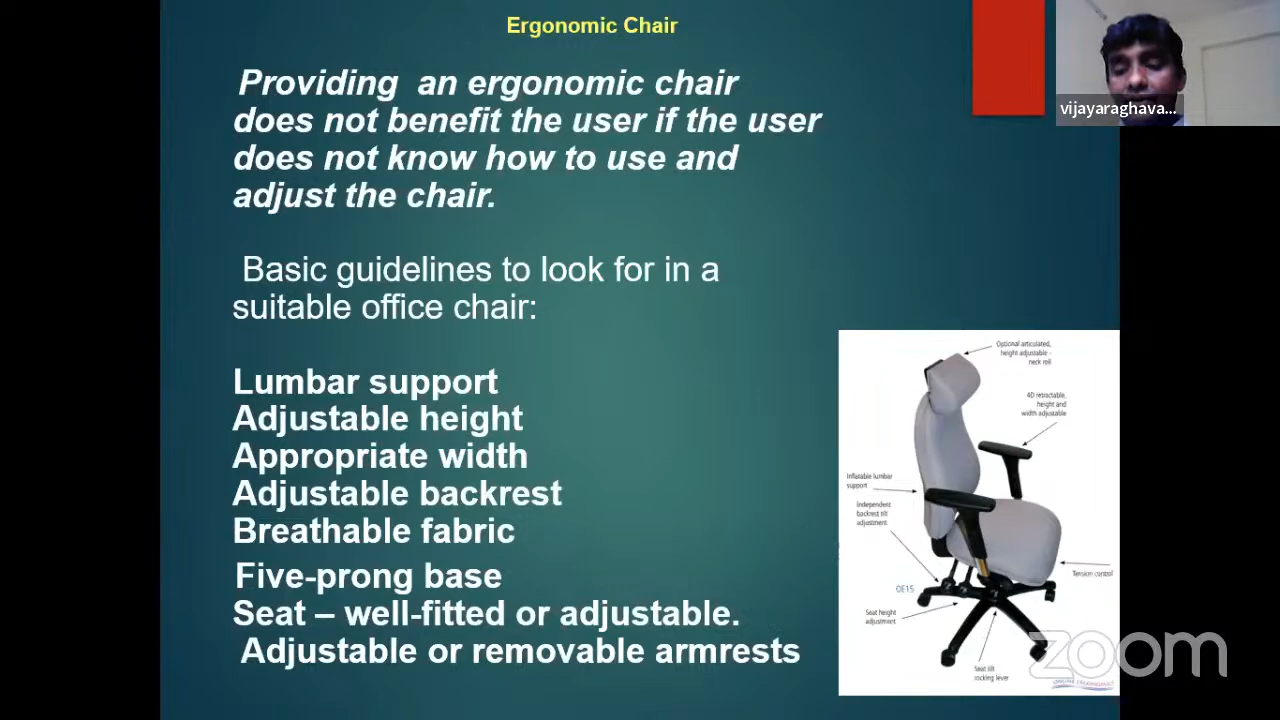 Ergonomic Chair
vijayaraghava...
Providing an ergonomic chair
does not benefit the user if the user
does not know how to use and
adjust the chair.
Basic guidelines to look for in a
suitable office chair:
Lumbar support
Adjustable height
Appropriate width
Adjustable backrest
Breathable fabric
Five-prong base
Seat – well-fitted or adjustable.
Adjustable or removable armrests
Optional articulated,
height adjustable -
neck roll
4D retractable,
height and
width adjustable
Inflatable lumbar
support
Independent
backrest tilt
adjustment
Tension control
OE15
Seat height
adjustment
Seat tilt
rocking lever
zoom